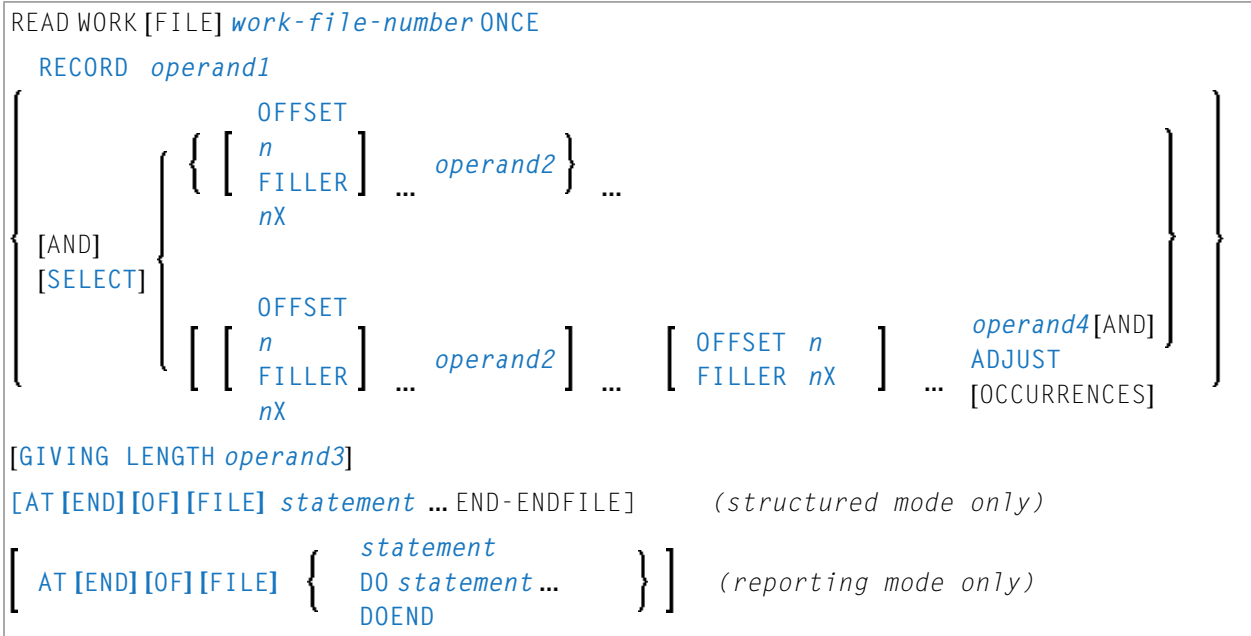 READ WORK [FILE] work-file-number ONCE
RECORD operand1
OFFSET
n
FILLER
nX
{ [ ] ... operand2 } ...
[AND]
[SELECT]
OFFSET
n
FILLER
nX
[ [ ] ... operand2 ] ... [ OFFSET n
FILLER nX ] ... operand4 [AND]
ADJUST
[OCCURRENCES]
[GIVING LENGTH operand3]
[AT [END] [OF] [FILE] statement ... END-ENDFILE] (structured mode only)
[ AT [END] [OF] [FILE] { statement
DO statement ...
DOEND } ] (reporting mode only)